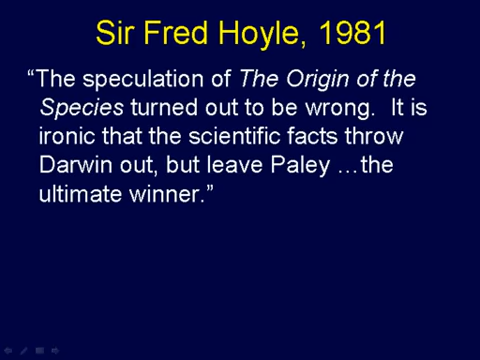 Sir Fred Hoyle, 1981
“The speculation of The Origin of the
Species turned out to be wrong.  It is
ironic that the scientific facts throw
Darwin out, but leave Paley …the
ultimate winner.”